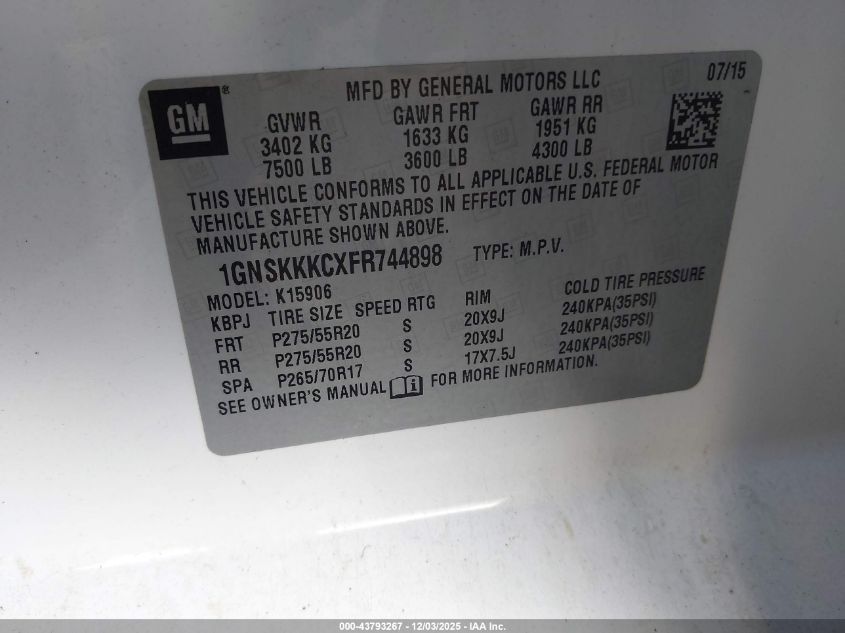 MFD BY GENERAL MOTORS LLC 07/15
GM®
GVWR GAWR FRT GAWR RR
3402 KG 1633 KG 1951 KG
7500 LB 3600 LB 4300 LB
THIS VEHICLE CONFORMS TO ALL APPLICABLE U.S. FEDERAL MOTOR
VEHICLE SAFETY STANDARDS IN EFFECT ON THE DATE OF
MANUFACTURE SHOWN ABOVE.
1GNSKKKCXFR744898 TYPE: M.P.V.
MODEL: K15906
KBPJ TIRE SIZE SPEED RTG RIM COLD TIRE PRESSURE
FRT P275/55R20 S 20X9J 240KPA(35PSI)
RR P275/55R20 S 20X9J 240KPA(35PSI)
SPA P265/70R17 S 17X7.5J 240KPA(35PSI)
SEE OWNER'S MANUAL i FOR MORE INFORMATION.
000-43793267 - 12/03/2025 - IAA Inc.